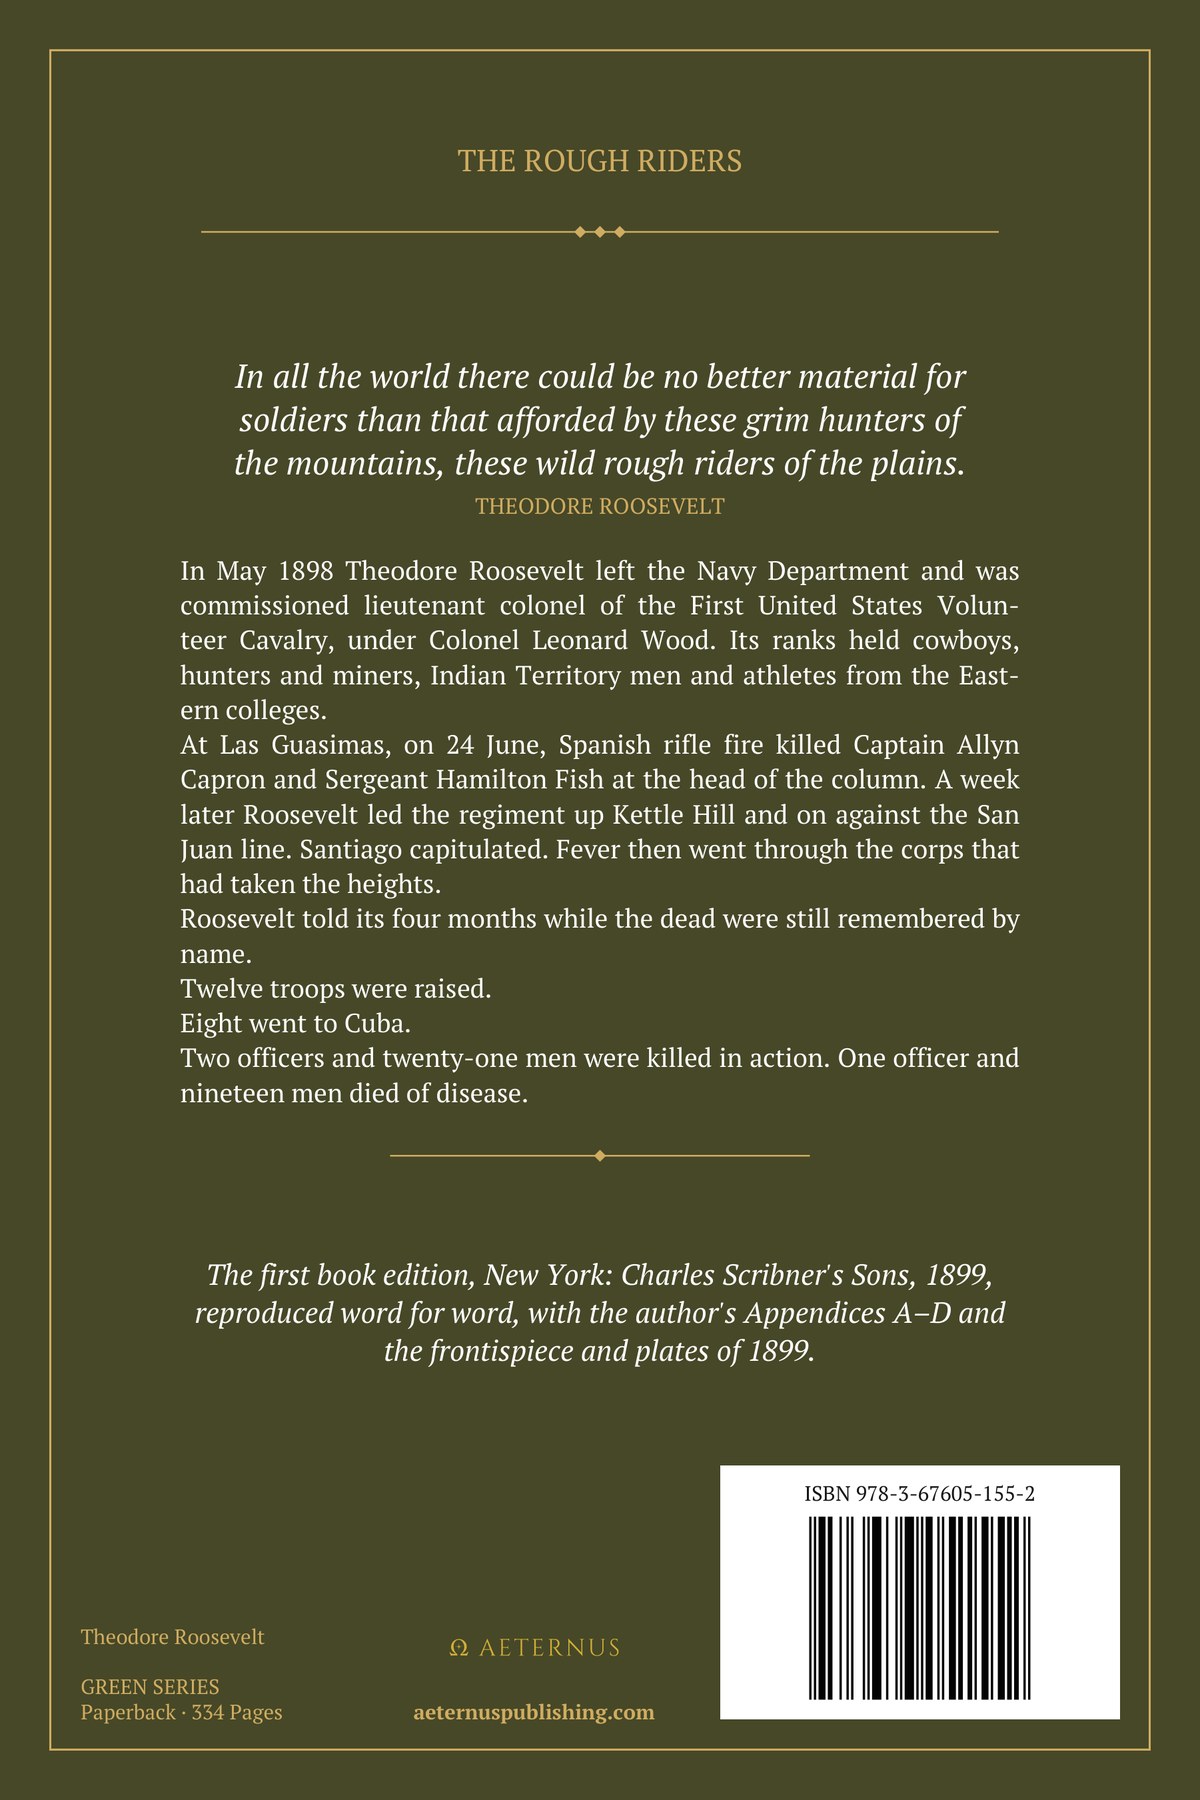 THE ROUGH RIDERS
In all the world there could be no better material for
soldiers than that afforded by these grim hunters of
the mountains, these wild rough riders of the plains.
THEODORE ROOSEVELT
In May 1898 Theodore Roosevelt left the Navy Department and was
commissioned lieutenant colonel of the First United States Volun-
teer Cavalry, under Colonel Leonard Wood. Its ranks held cowboys,
hunters and miners, Indian Territory men and athletes from the East-
ern colleges.
At Las Guasimas, on 24 June, Spanish rifle fire killed Captain Allyn
Capron and Sergeant Hamilton Fish at the head of the column. A week
later Roosevelt led the regiment up Kettle Hill and on against the San
Juan line. Santiago capitulated. Fever then went through the corps that
had taken the heights.
Roosevelt told its four months while the dead were still remembered by
name.
Twelve troops were raised.
Eight went to Cuba.
Two officers and twenty-one men were killed in action. One officer and
nineteen men died of disease.
The first book edition, New York: Charles Scribner's Sons, 1899,
reproduced word for word, with the author's Appendices A–D and
the frontispiece and plates of 1899.
ISBN 978-3-67605-155-2
Theodore Roosevelt
GREEN SERIES
Paperback · 334 Pages
Ω AETERNUS
aeternuspublishing.com